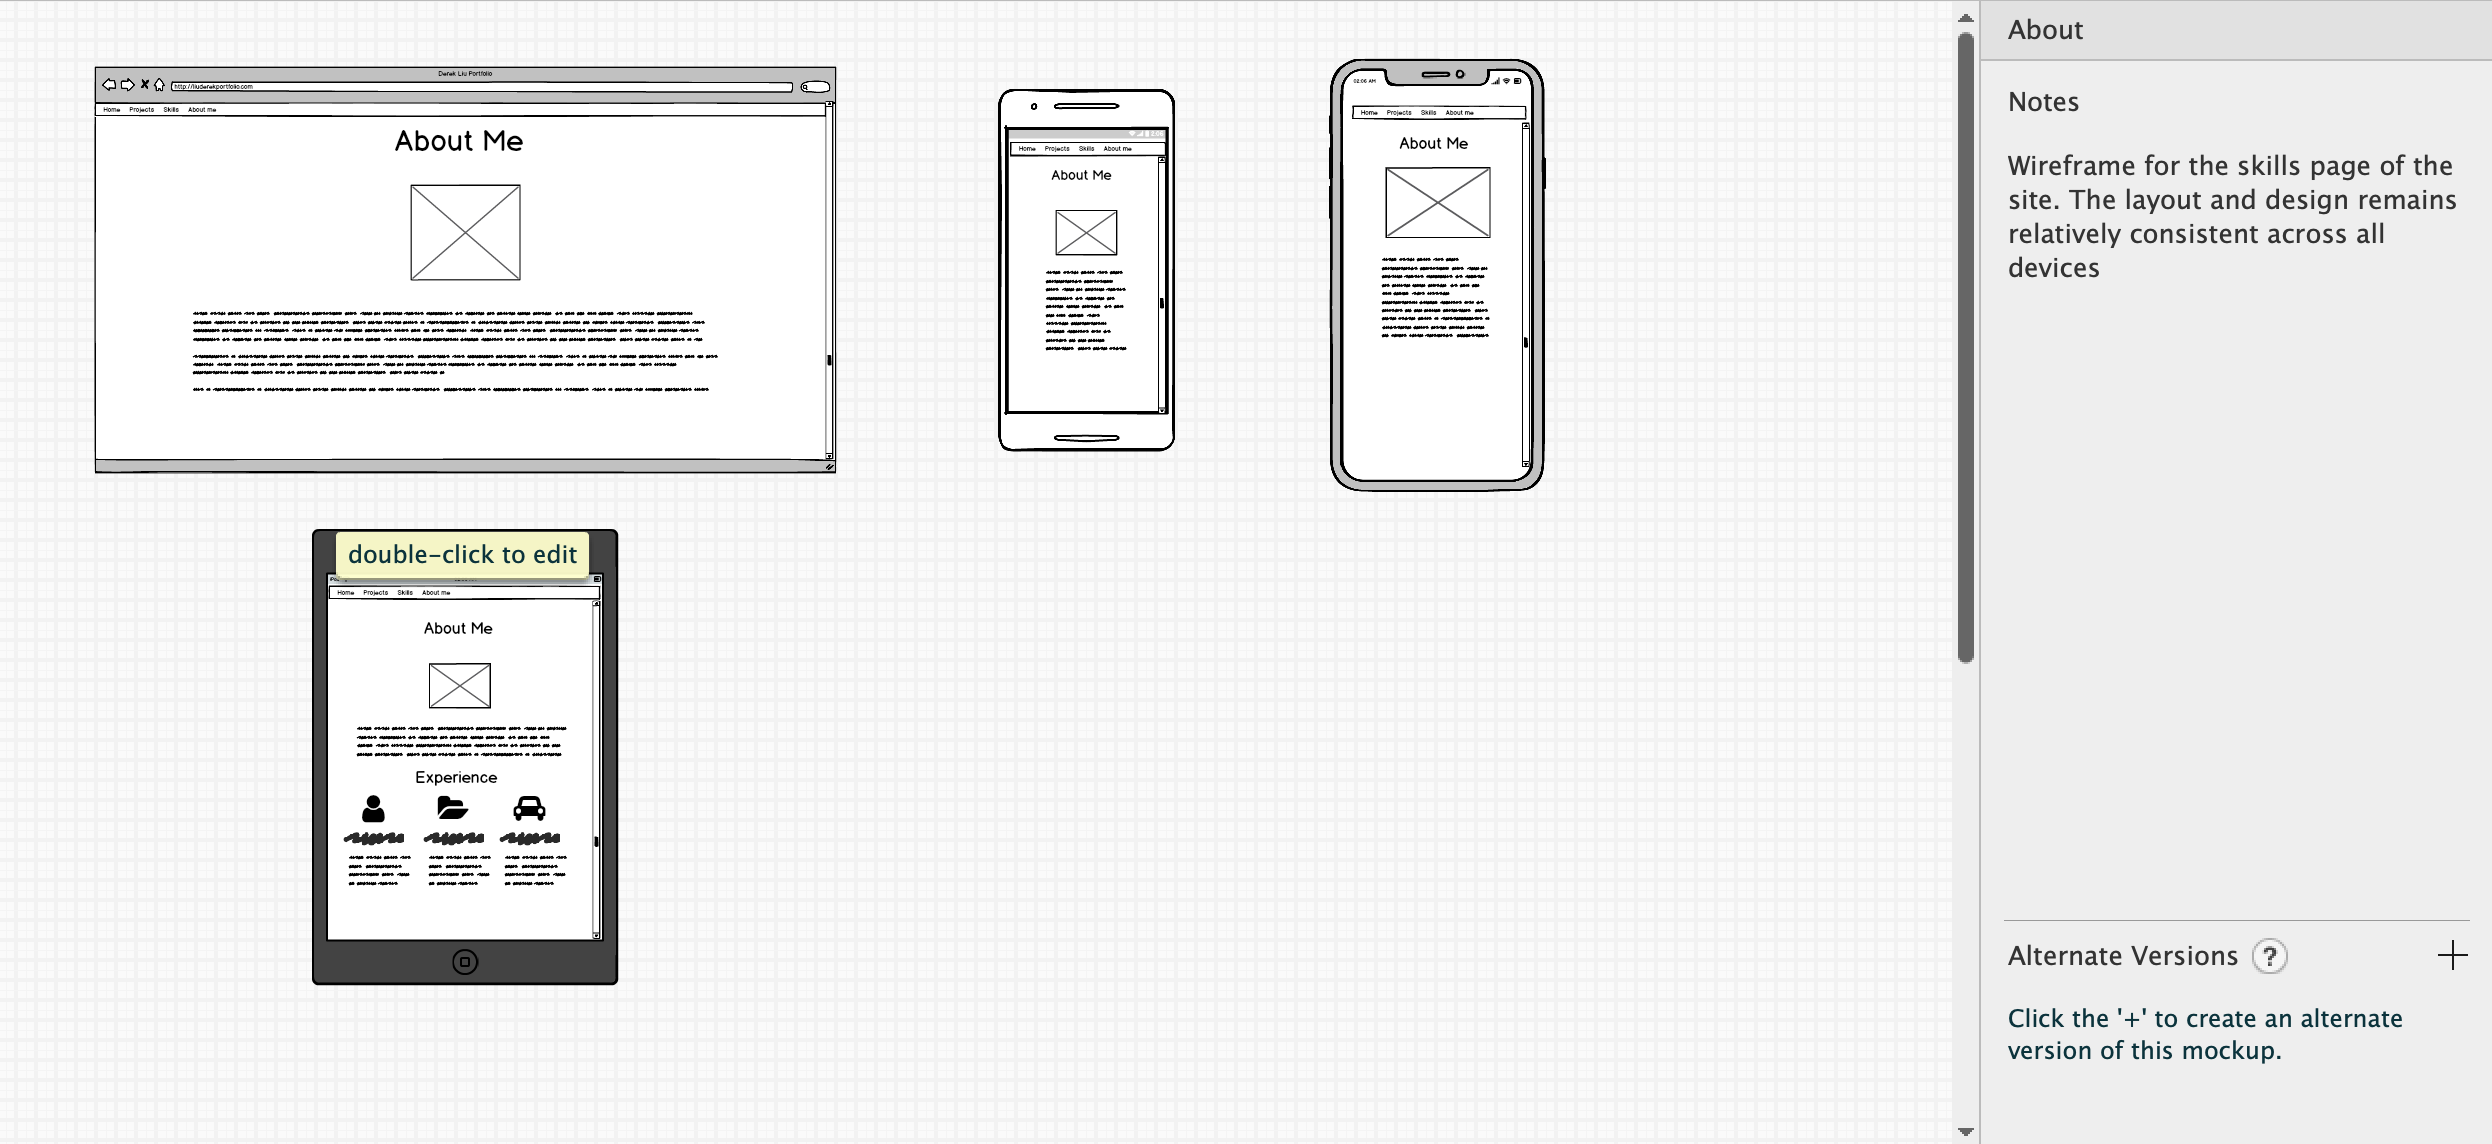 About
Notes
Wireframe for the skills page of the
site. The layout and design remains
relatively consistent across all
devices
Alternate Versions ?
Click the '+' to create an alternate
version of this mockup.
Derek Liu Portfolio
http://liuderekportfolio.com
Home Projects Skills About me
About Me
Home Projects Skills About me
About Me
02:06 AM
Home Projects Skills About me
About Me
double-click to edit
Home Projects Skills About me
About Me
Experience